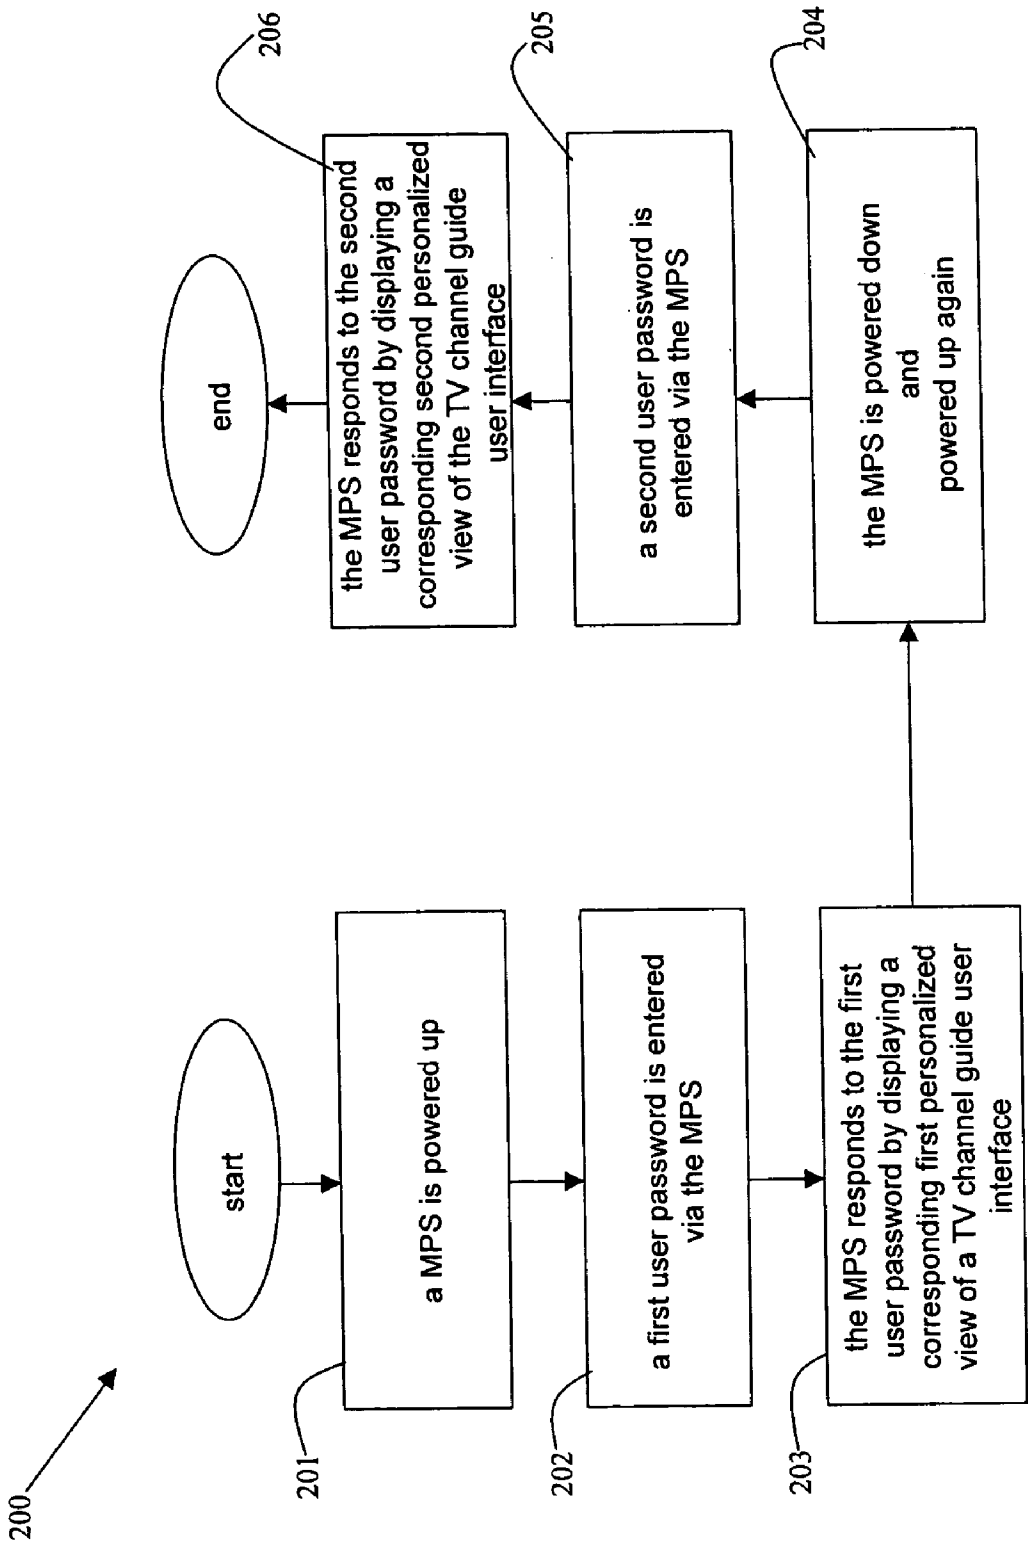 200
start
201
a MPS is powered up
202
a first user password is entered
via the MPS
203
the MPS responds to the first
user password by displaying a
corresponding first personalized
view of a TV channel guide user
interface
204
the MPS is powered down
and
powered up again
205
a second user password is
entered via the MPS
206
the MPS responds to the second
user password by displaying a
corresponding second personalized
view of the TV channel guide
user interface
end